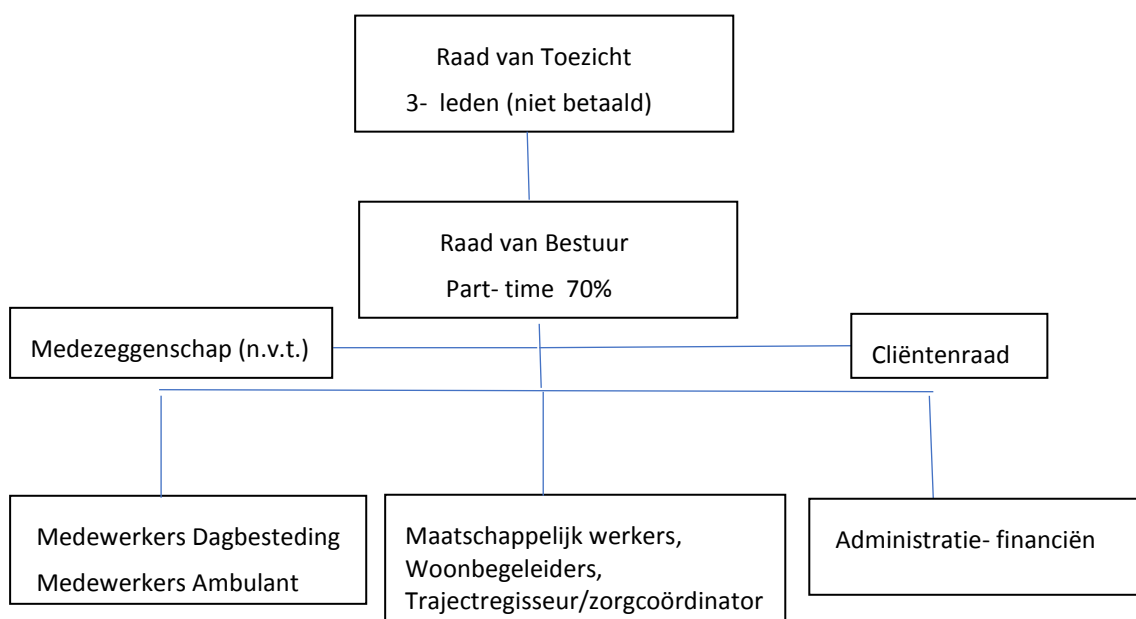 Raad van Toezicht
3- leden (niet betaald)
Raad van Bestuur
Part- time 70%
Medezeggenschap (n.v.t.)
Cliëntenraad
Medewerkers Dagbesteding
Medewerkers Ambulant
Maatschappelijk werkers,
Woonbegeleiders,
Trajectregisseur/zorgcoördinator
Administratie- financiën